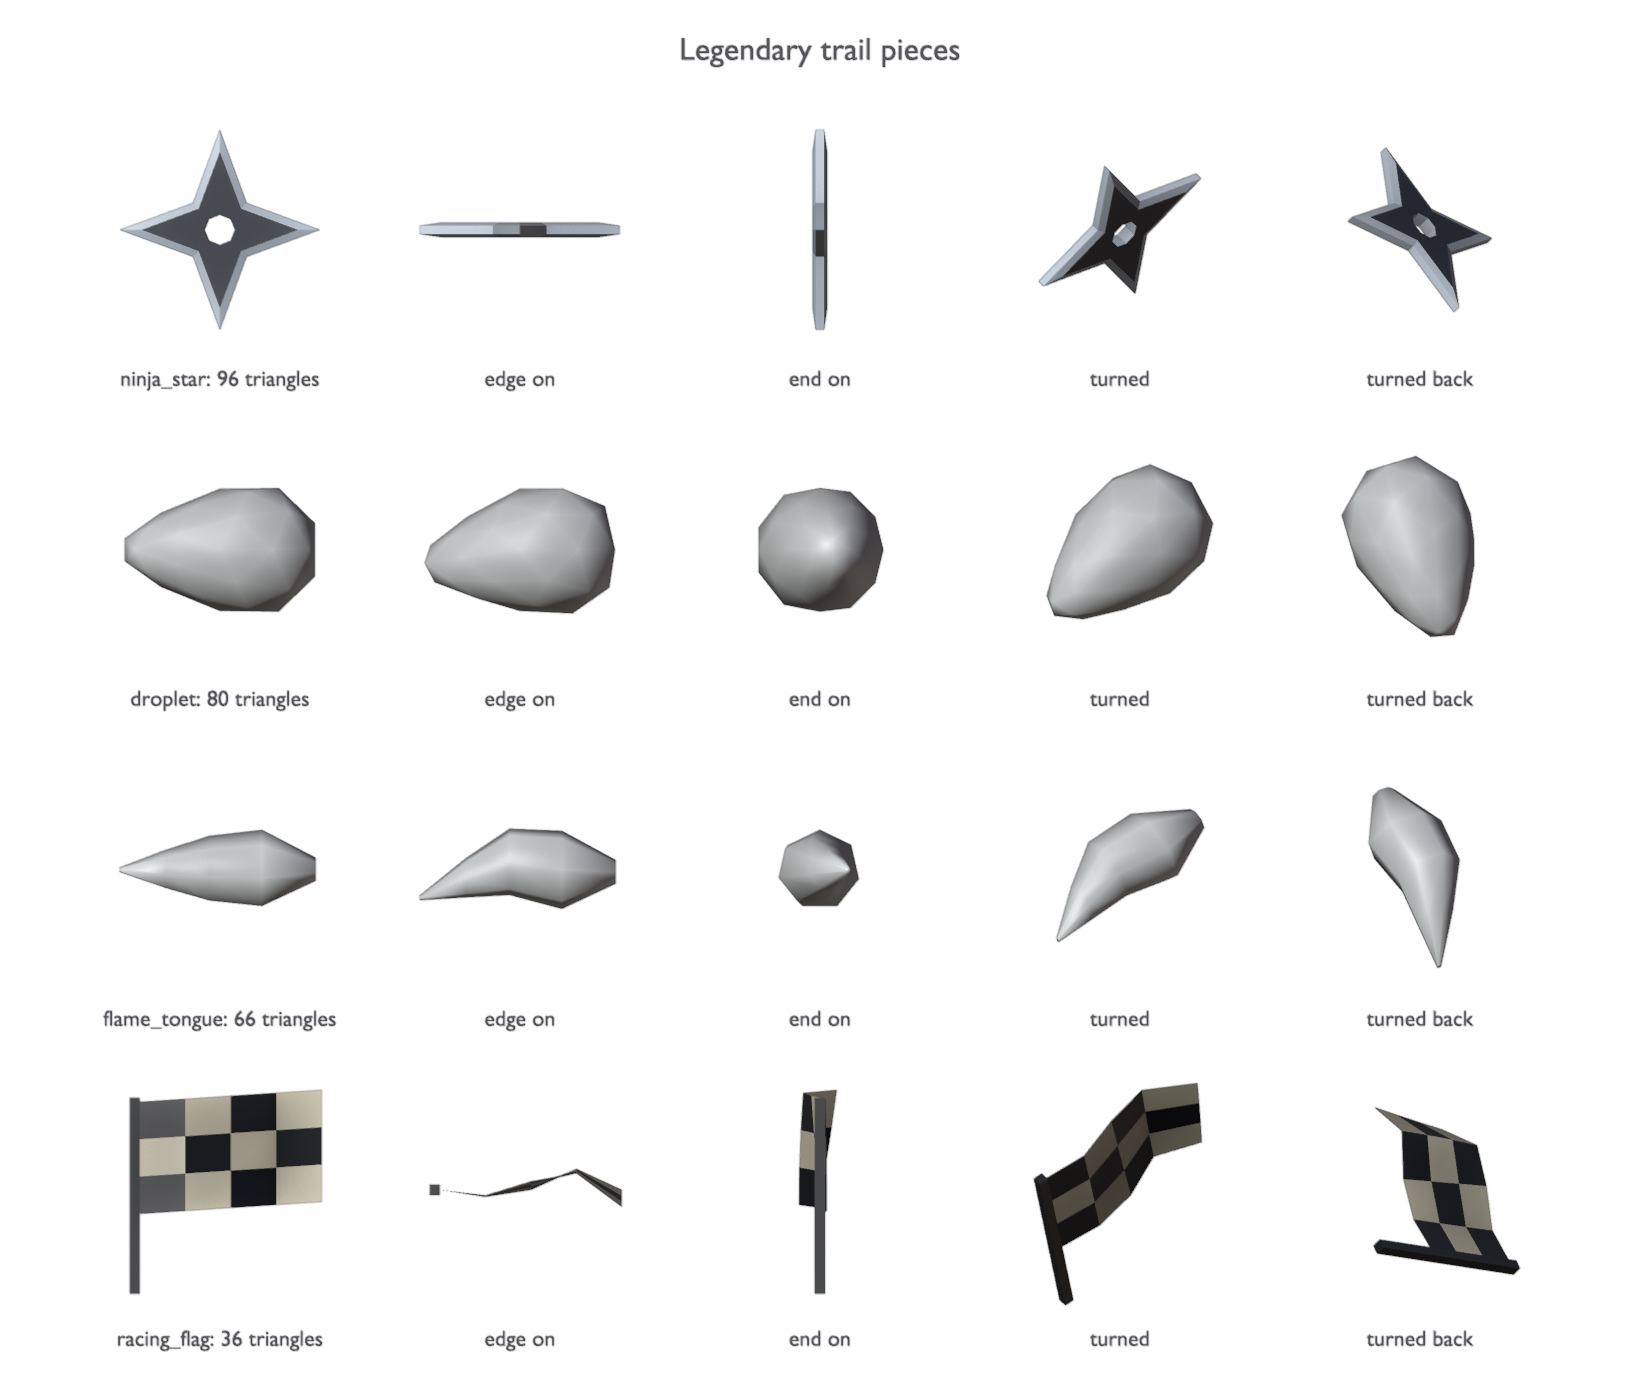 Legendary trail pieces
ninja_star: 96 triangles
edge on
end on
turned
turned back
droplet: 80 triangles
edge on
end on
turned
turned back
flame_tongue: 66 triangles
edge on
end on
turned
turned back
racing_flag: 36 triangles
edge on
end on
turned
turned back